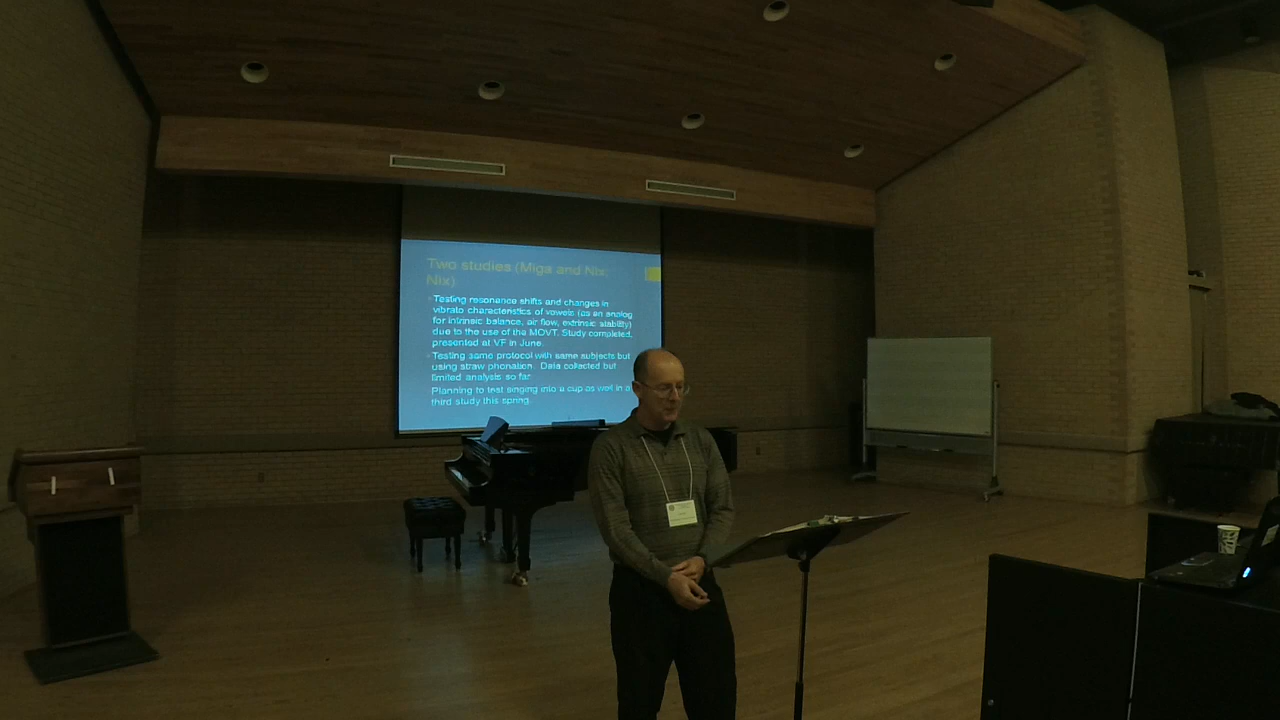 Two studies (Miga and Nix;
Nix)
Testing resonance shifts and changes in
vibrato characteristics of vowels (as an analog
for intrinsic balance, air flow, extrinsic stability)
due to the use of the MOVT. Study completed,
presented at VF in June.
Testing same protocol with same subjects but
using straw phonation. Data collected but
limited analysis so far
Planning to test singing into a cup as well in a
third study this spring.